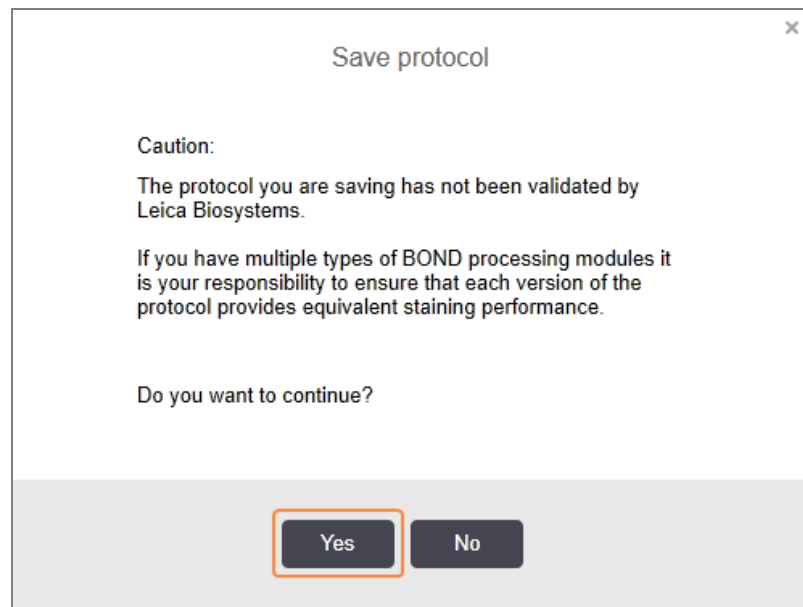 Save protocol
Caution:
The protocol you are saving has not been validated by
Leica Biosystems.
If you have multiple types of BOND processing modules it
is your responsibility to ensure that each version of the
protocol provides equivalent staining performance.
Do you want to continue?
Yes No